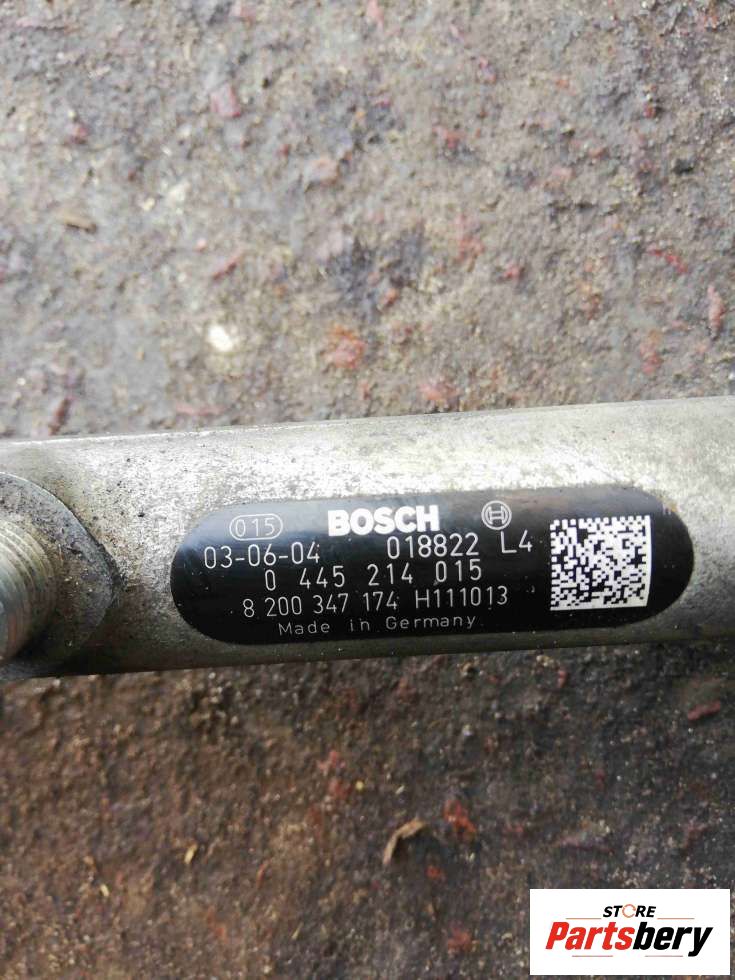 015 BOSCH
03-06-04 018822 L4
0 445 214 015
8 200 347 174 H111013
Made in Germany
STORE
Partsbery